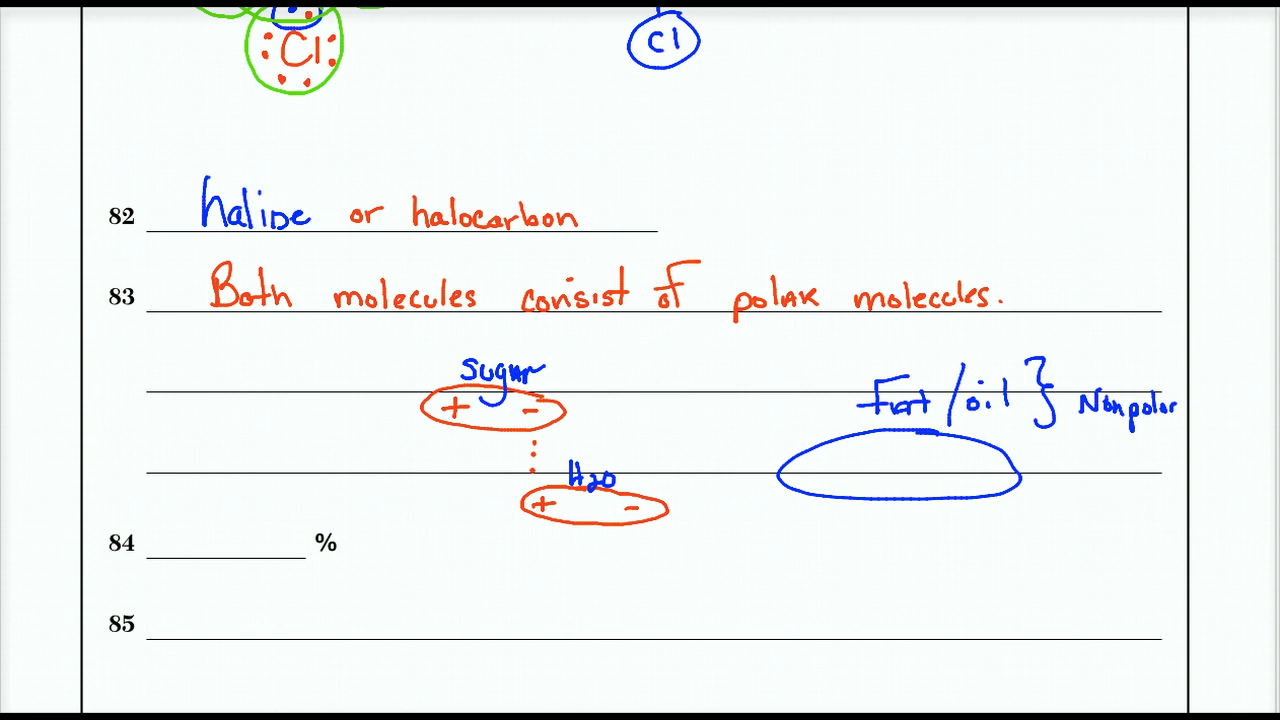 Cl Cl
82 halide or halocarbon
83 Both molecules consist of polar moleccles.
sugar
+ - Fat/oil } Nonpolar
H2O
+ -
84 %
85